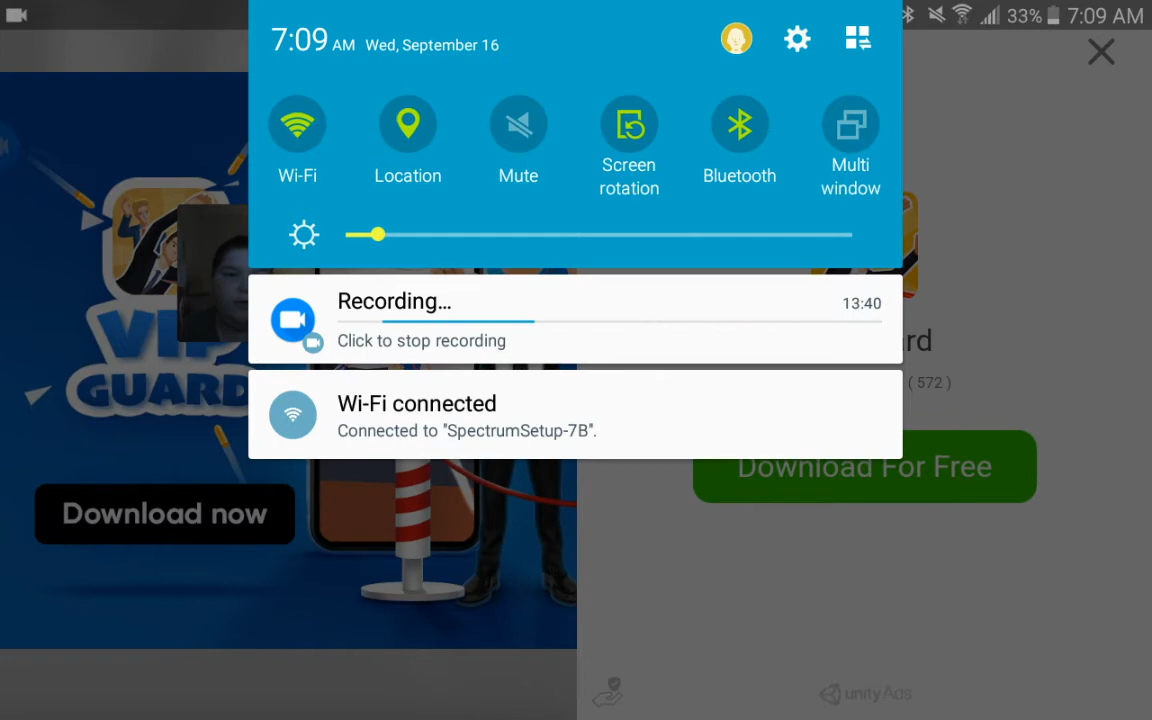 33% 7:09 AM
7:09 AM Wed, September 16
Wi-Fi
Location
Mute
Screen
rotation
Bluetooth
Multi
window
Recording...
13:40
Click to stop recording
Wi-Fi connected
Connected to "SpectrumSetup-7B".
VIP
GUARD
Download now
rd
( 572 )
Download For Free
unity Ads